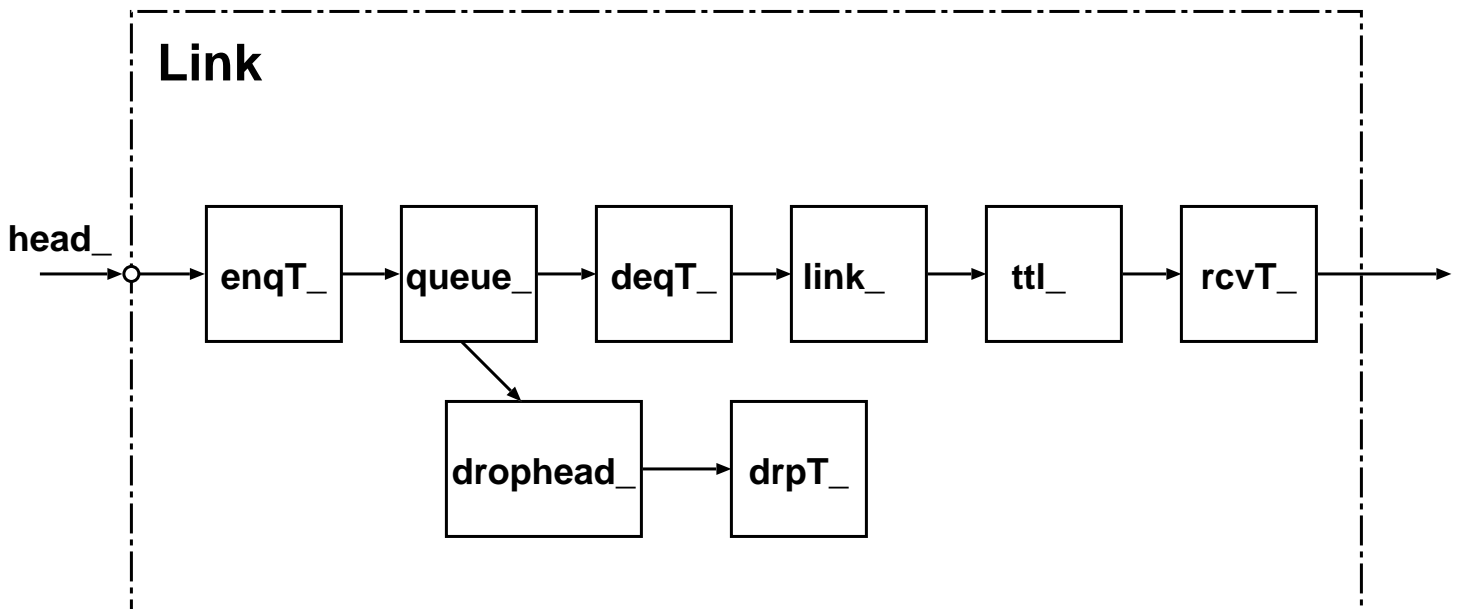 Link
head_
enqT_
queue_
deqT_
link_
ttl_
rcvT_
drophead_
drpT_